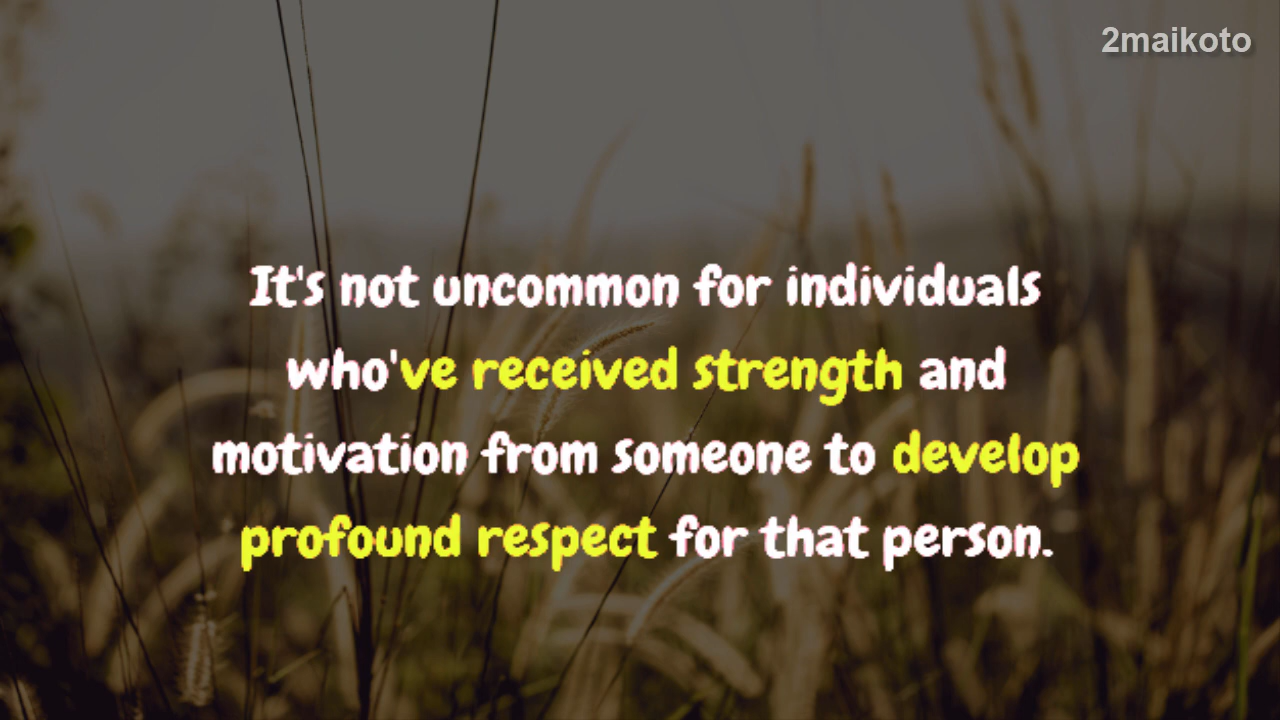 2maikoto
It's not uncommon for individuals
who've received strength and
motivation from someone to develop
profound respect for that person.